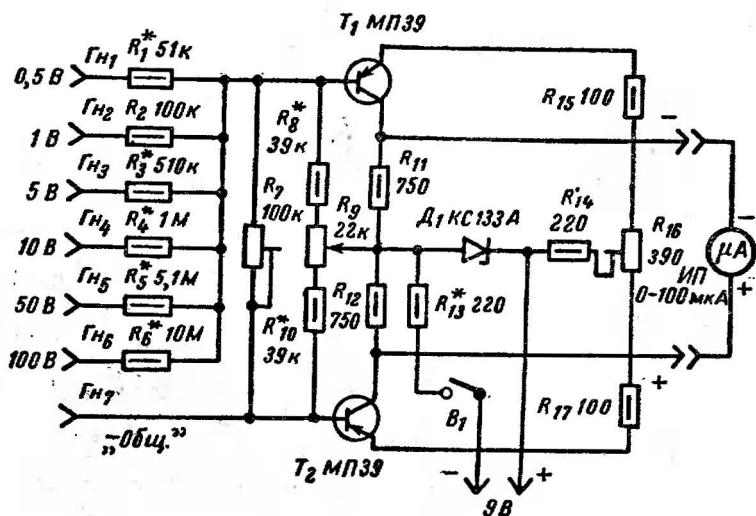 T₁ МП39
0,5 В
Гн₁
R₁* 51к
1 В
Гн₂
R₂ 100к
5 В
Гн₃
R₃* 510к
10 В
Гн₄
R₄* 1М
50 В
Гн₅
R₅* 5,1М
100 В
Гн₆
R₆* 10М
Гн₇
„—Общ.”
R₇
100к
R₈*
39к
R₉
22к
R₁₀*
39к
R₁₁
750
R₁₂
750
Д₁ КС133А
R₁₃* 220
R₁₄
220
R₁₅ 100
R₁₆
390
R₁₇ 100
−
−
μА
+
ИП
0-100 мкА
+
В₁
−
+
9 В
Т₂ МП39